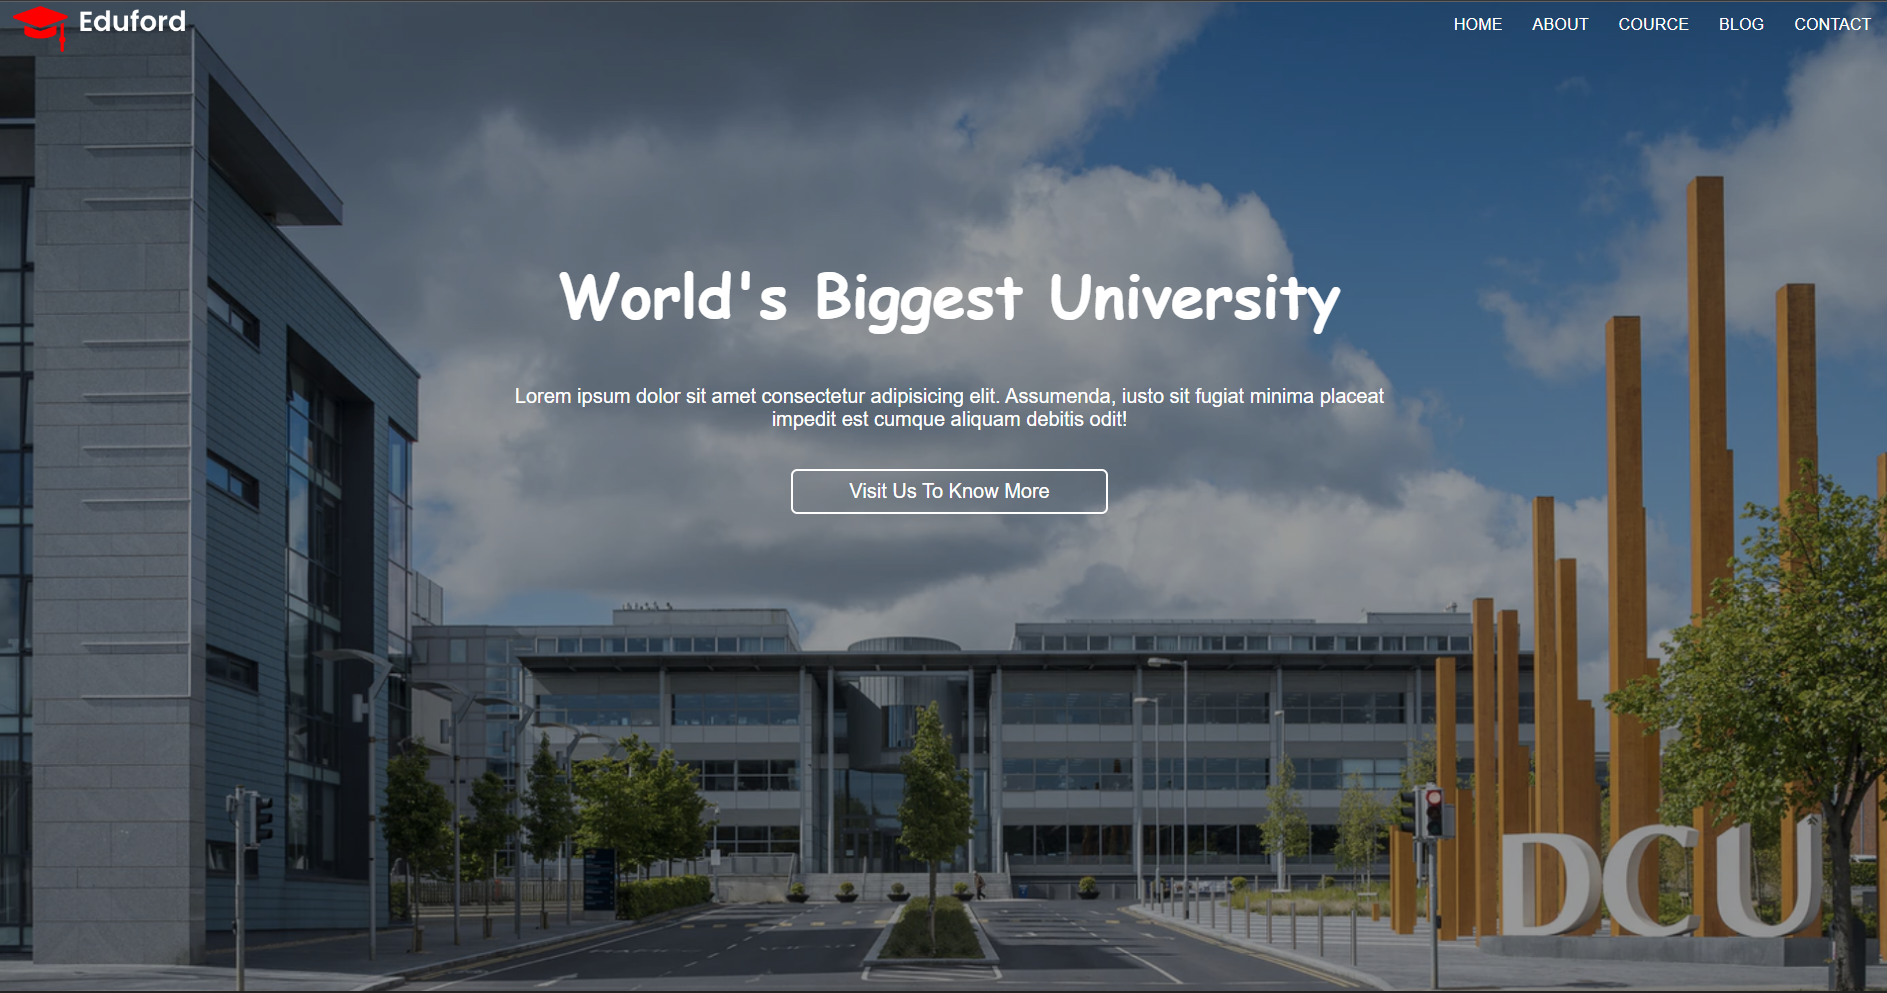 Eduford
HOME ABOUT COURCE BLOG CONTACT
World's Biggest University
Lorem ipsum dolor sit amet consectetur adipisicing elit. Assumenda, iusto sit fugiat minima placeat
impedit est cumque aliquam debitis odit!
Visit Us To Know More
DCU